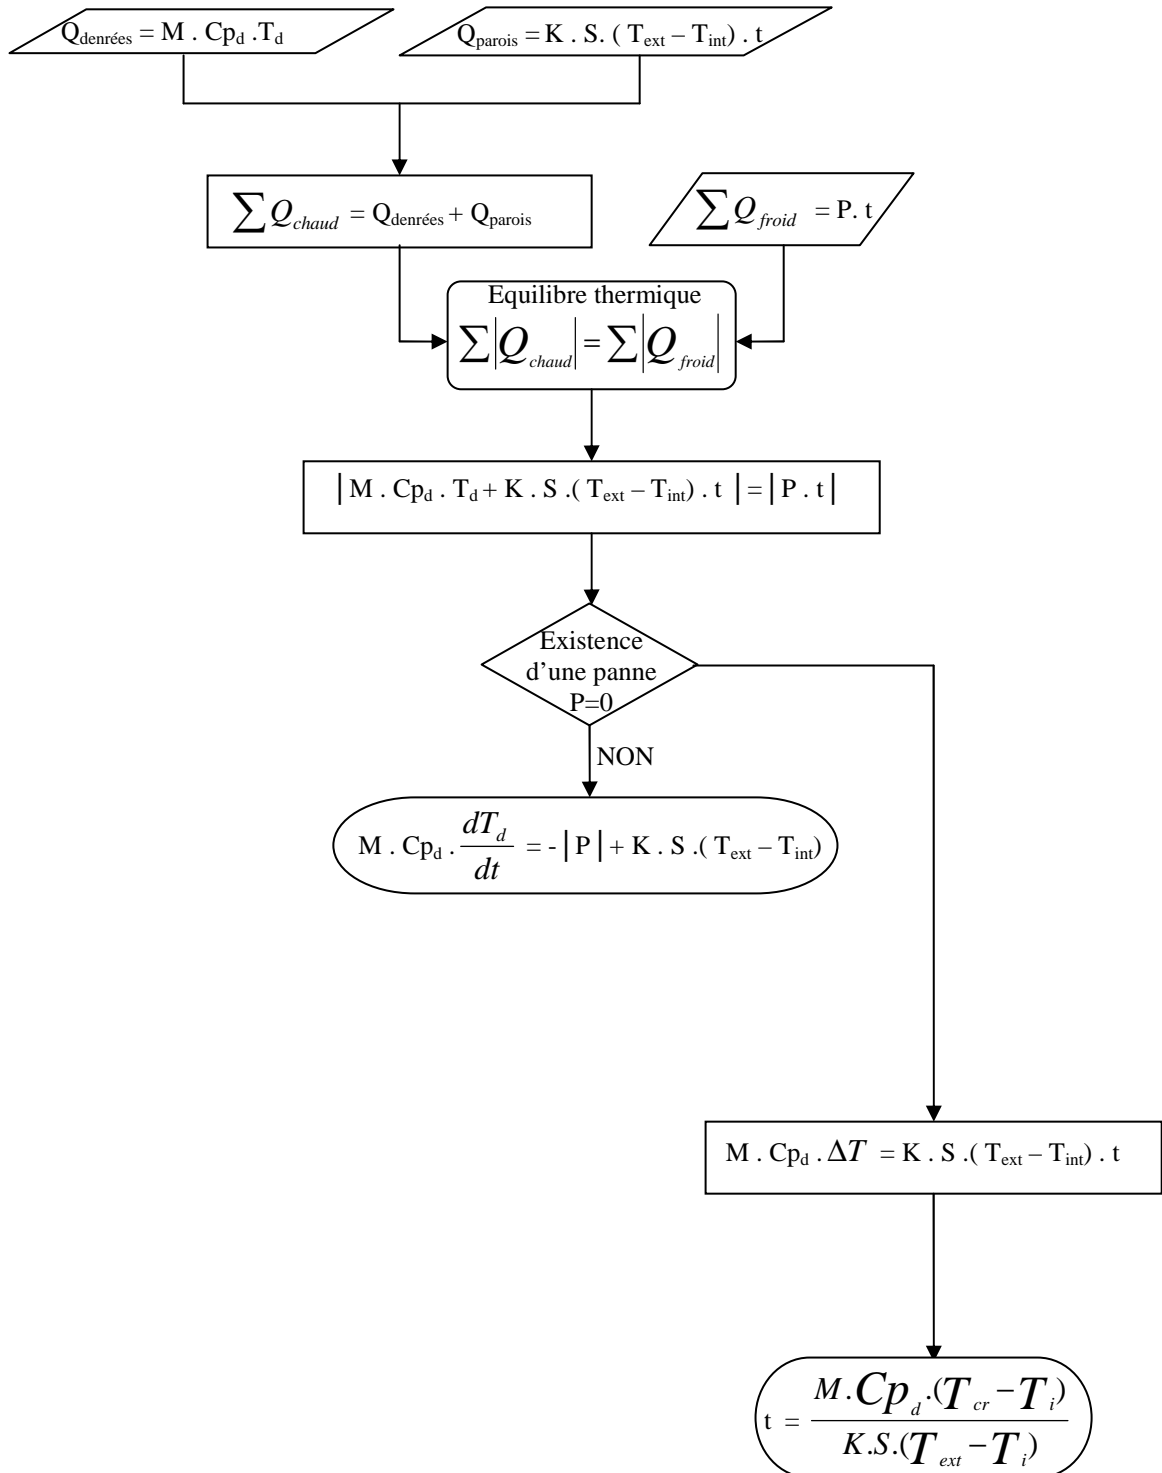 Q_denrées = M . Cp_d .T_d
Q_parois = K . S. ( T_ext – T_int) . t
∑ Q_chaud = Q_denrées + Q_parois
∑ Q_froid = P. t
Equilibre thermique
∑|Q_chaud| = ∑|Q_froid|
| M . Cp_d . T_d + K . S .( T_ext – T_int) . t | = | P . t |
Existence
d’une panne
P=0
NON
M . Cp_d . dT_d/dt = - | P | + K . S .( T_ext – T_int)
M . Cp_d . ΔT = K . S .( T_ext – T_int) . t
t = M.Cp_d.(T_cr – T_i) / K.S.(T_ext – T_i)